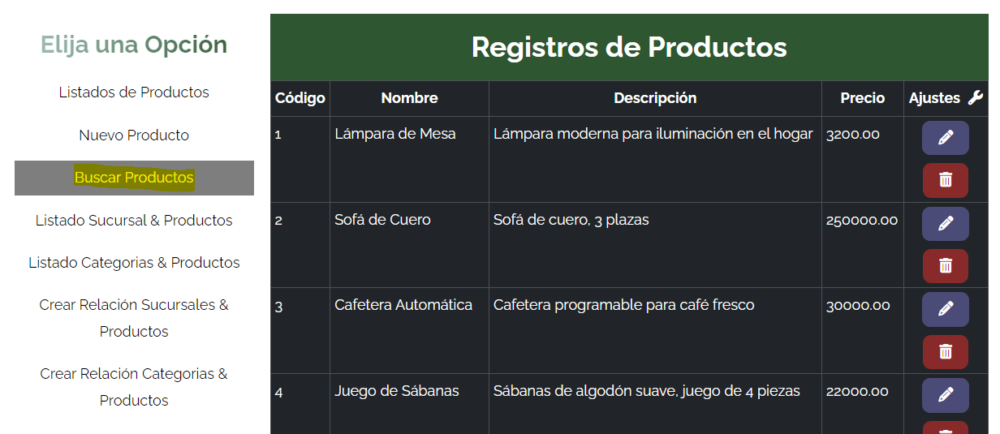 Elija una Opción
Listados de Productos
Nuevo Producto
Buscar Productos
Listado Sucursal & Productos
Listado Categorias & Productos
Crear Relación Sucursales &
Productos
Crear Relación Categorias &
Productos
Registros de Productos
Código Nombre Descripción Precio Ajustes
1 Lámpara de Mesa Lámpara moderna para iluminación en el hogar 3200.00
2 Sofá de Cuero Sofá de cuero, 3 plazas 250000.00
3 Cafetera Automática Cafetera programable para café fresco 30000.00
4 Juego de Sábanas Sábanas de algodón suave, juego de 4 piezas 22000.00